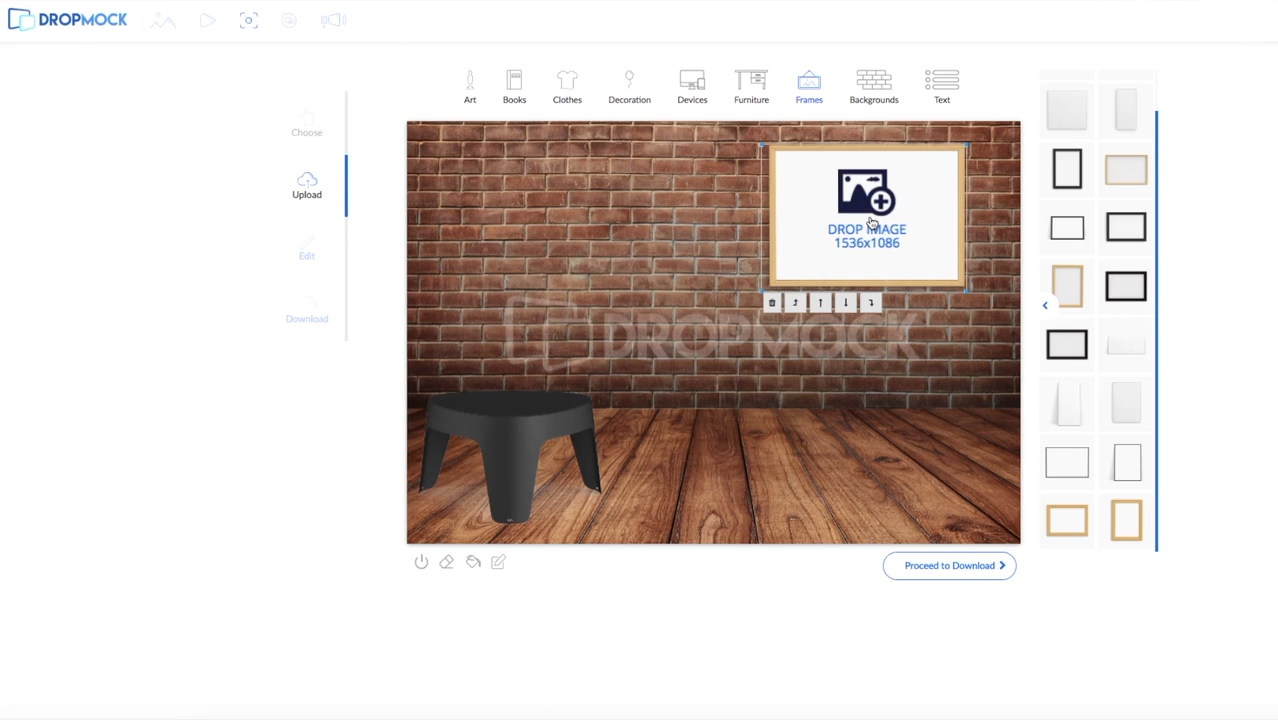 DROPMOCK
Art
Books
Clothes
Decoration
Devices
Furniture
Frames
Backgrounds
Text
Choose
Upload
Edit
Download
DROP IMAGE
1536x1086
DROPMOCK
Proceed to Download